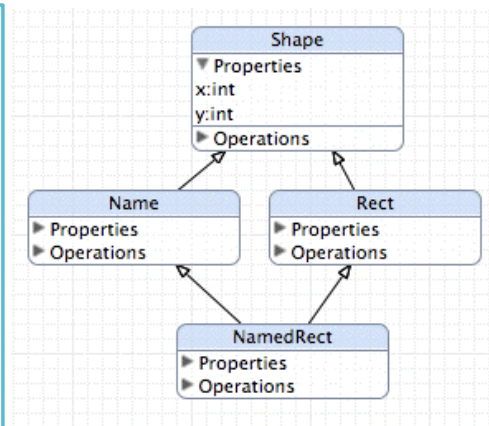 Shape
Properties
x:int
y:int
Operations
Name
Properties
Operations
Rect
Properties
Operations
NamedRect
Properties
Operations